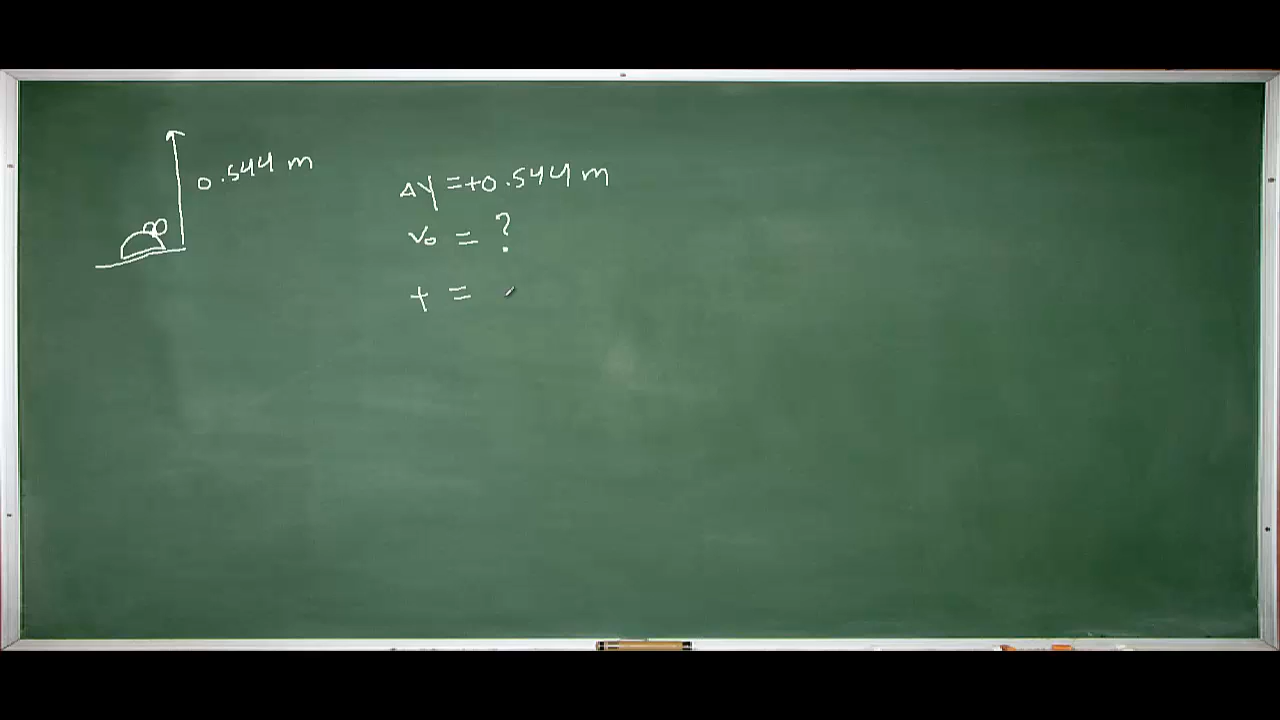 0.544 m
Δy = +0.544 m
v₀ = ?
t =